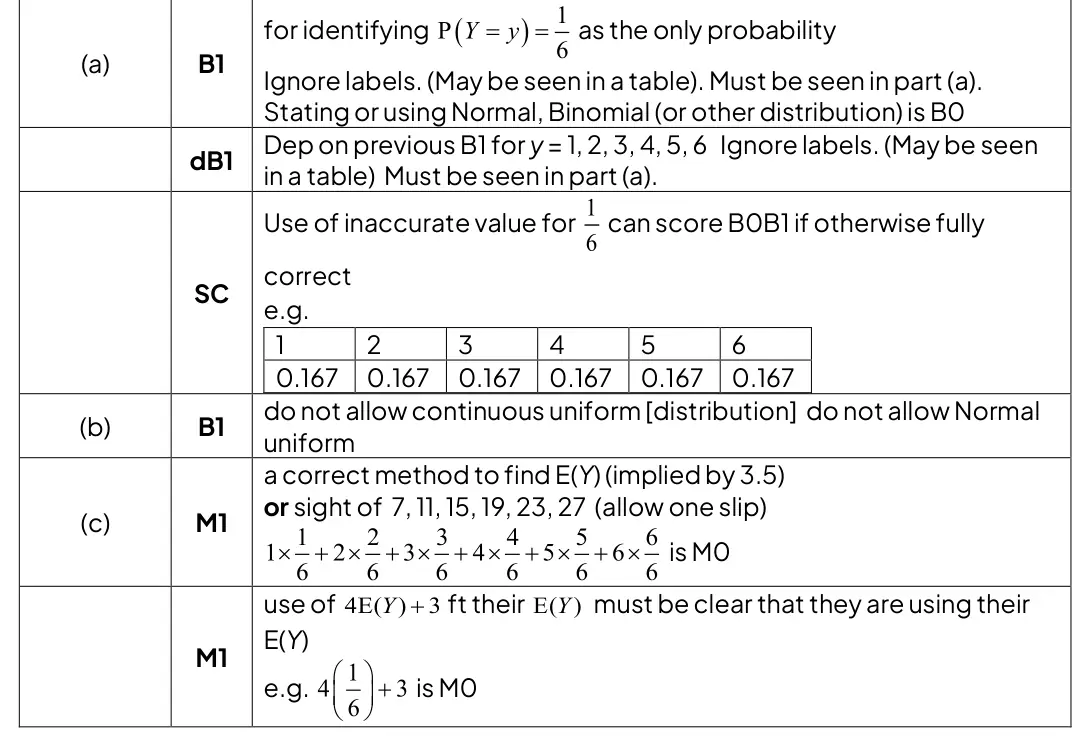 (a) B1 for identifying P(Y = y) = 1/6 as the only probability
Ignore labels. (May be seen in a table). Must be seen in part (a).
Stating or using Normal, Binomial (or other distribution) is B0
dB1 Dep on previous B1 for y = 1, 2, 3, 4, 5, 6 Ignore labels. (May be seen
in a table) Must be seen in part (a).
SC Use of inaccurate value for 1/6 can score B0B1 if otherwise fully
correct
e.g.
1 2 3 4 5 6
0.167 0.167 0.167 0.167 0.167 0.167
(b) B1 do not allow continuous uniform [distribution] do not allow Normal
uniform
(c) M1 a correct method to find E(Y) (implied by 3.5)
or sight of 7, 11, 15, 19, 23, 27 (allow one slip)
1×1/6+2×2/6+3×3/6+4×4/6+5×5/6+6×6/6 is M0
M1 use of 4E(Y)+3 ft their E(Y) must be clear that they are using their
E(Y)
e.g. 4(1/6)+3 is M0